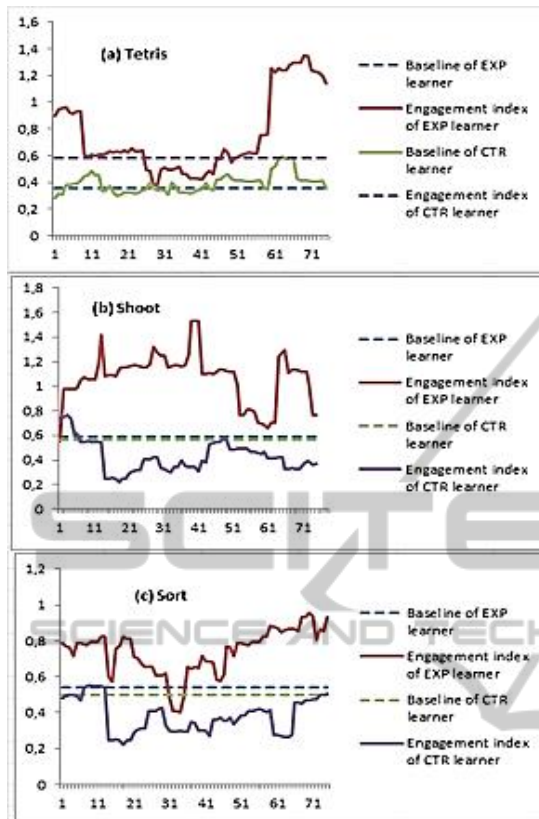 1,6
(a) Tetris
1,4
1,2
1
0,8
0,6
0,4
0,2
0
1 11 21 31 41 51 61 71
Baseline of EXP
learner
Engagement index
of EXP learner
Baseline of CTR
learner
Engagement index
of CTR learner
1,8
(b) Shoot
1,6
1,4
1,2
1
0,8
0,6
0,4
0,2
0
1 11 21 31 41 51 61 71
Baseline of EXP
learner
Engagement index
of EXP learner
Baseline of CTR
learner
Engagement index
of CTR learner
1,2
(c) Sort
1
0,8
0,6
0,4
0,2
0
1 11 21 31 41 51 61 71
Baseline of EXP
learner
Engagement index
of EXP learner
Baseline of CTR
learner
Engagement index
of CTR learner
SCITE
SCIENCE AND TECH